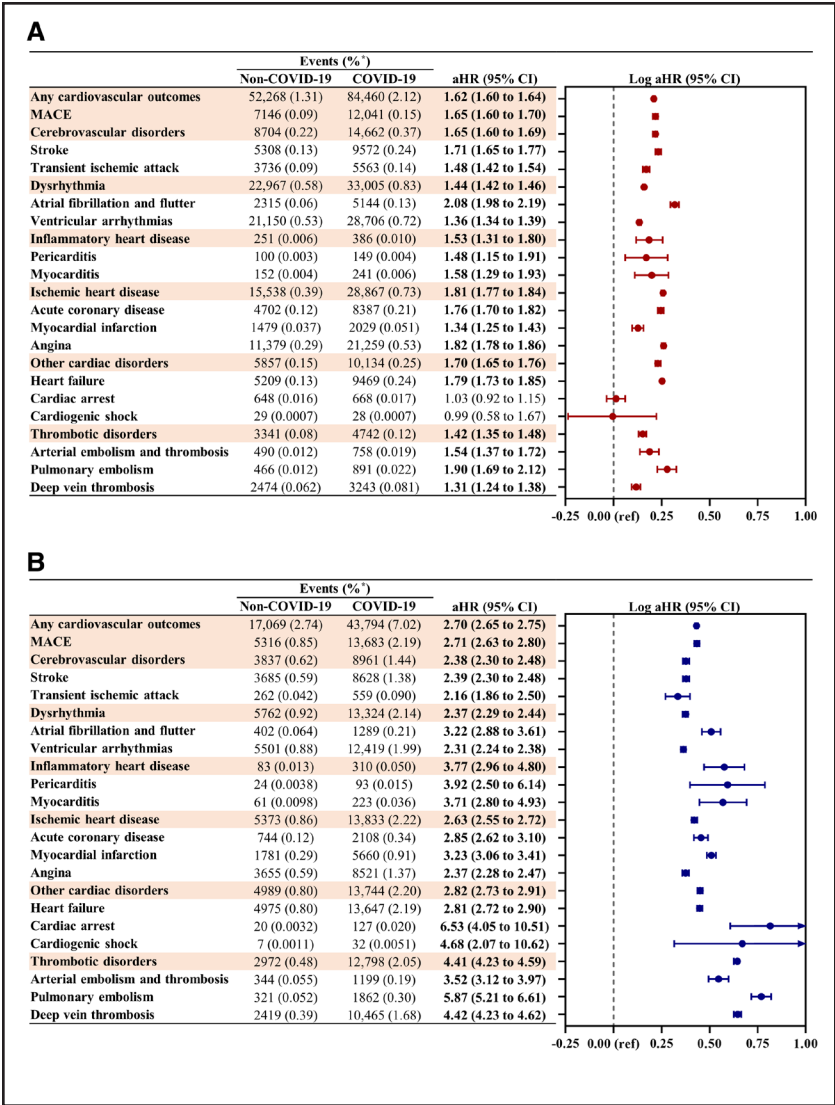 A
Events (%*)
Non-COVID-19 COVID-19 aHR (95% CI) Log aHR (95% CI)
Any cardiovascular outcomes 52,268 (1.31) 84,460 (2.12) 1.62 (1.60 to 1.64)
MACE 7146 (0.09) 12,041 (0.15) 1.65 (1.60 to 1.70)
Cerebrovascular disorders 8704 (0.22) 14,662 (0.37) 1.65 (1.60 to 1.69)
Stroke 5308 (0.13) 9572 (0.24) 1.71 (1.65 to 1.77)
Transient ischemic attack 3736 (0.09) 5563 (0.14) 1.48 (1.42 to 1.54)
Dysrhythmia 22,967 (0.58) 33,005 (0.83) 1.44 (1.42 to 1.46)
Atrial fibrillation and flutter 2315 (0.06) 5144 (0.13) 2.08 (1.98 to 2.19)
Ventricular arrhythmias 21,150 (0.53) 28,706 (0.72) 1.36 (1.34 to 1.39)
Inflammatory heart disease 251 (0.006) 386 (0.010) 1.53 (1.31 to 1.80)
Pericarditis 100 (0.003) 149 (0.004) 1.48 (1.15 to 1.91)
Myocarditis 152 (0.004) 241 (0.006) 1.58 (1.29 to 1.93)
Ischemic heart disease 15,538 (0.39) 28,867 (0.73) 1.81 (1.77 to 1.84)
Acute coronary disease 4702 (0.12) 8387 (0.21) 1.76 (1.70 to 1.82)
Myocardial infarction 1479 (0.037) 2029 (0.051) 1.34 (1.25 to 1.43)
Angina 11,379 (0.29) 21,259 (0.53) 1.82 (1.78 to 1.86)
Other cardiac disorders 5857 (0.15) 10,134 (0.25) 1.70 (1.65 to 1.76)
Heart failure 5209 (0.13) 9469 (0.24) 1.79 (1.73 to 1.85)
Cardiac arrest 648 (0.016) 668 (0.017) 1.03 (0.92 to 1.15)
Cardiogenic shock 29 (0.0007) 28 (0.0007) 0.99 (0.58 to 1.67)
Thrombotic disorders 3341 (0.08) 4742 (0.12) 1.42 (1.35 to 1.48)
Arterial embolism and thrombosis 490 (0.012) 758 (0.019) 1.54 (1.37 to 1.72)
Pulmonary embolism 466 (0.012) 891 (0.022) 1.90 (1.69 to 2.12)
Deep vein thrombosis 2474 (0.062) 3243 (0.081) 1.31 (1.24 to 1.38)
-0.25 0.00 (ref) 0.25 0.50 0.75 1.00
B
Events (%*)
Non-COVID-19 COVID-19 aHR (95% CI) Log aHR (95% CI)
Any cardiovascular outcomes 17,069 (2.74) 43,794 (7.02) 2.70 (2.65 to 2.75)
MACE 5316 (0.85) 13,683 (2.19) 2.71 (2.63 to 2.80)
Cerebrovascular disorders 3837 (0.62) 8961 (1.44) 2.38 (2.30 to 2.48)
Stroke 3685 (0.59) 8628 (1.38) 2.39 (2.30 to 2.48)
Transient ischemic attack 262 (0.042) 559 (0.090) 2.16 (1.86 to 2.50)
Dysrhythmia 5762 (0.92) 13,324 (2.14) 2.37 (2.29 to 2.44)
Atrial fibrillation and flutter 402 (0.064) 1289 (0.21) 3.22 (2.88 to 3.61)
Ventricular arrhythmias 5501 (0.88) 12,419 (1.99) 2.31 (2.24 to 2.38)
Inflammatory heart disease 83 (0.013) 310 (0.050) 3.77 (2.96 to 4.80)
Pericarditis 24 (0.0038) 93 (0.015) 3.92 (2.50 to 6.14)
Myocarditis 61 (0.0098) 223 (0.036) 3.71 (2.80 to 4.93)
Ischemic heart disease 5373 (0.86) 13,833 (2.22) 2.63 (2.55 to 2.72)
Acute coronary disease 744 (0.12) 2108 (0.34) 2.85 (2.62 to 3.10)
Myocardial infarction 1781 (0.29) 5660 (0.91) 3.23 (3.06 to 3.41)
Angina 3655 (0.59) 8521 (1.37) 2.37 (2.28 to 2.47)
Other cardiac disorders 4989 (0.80) 13,744 (2.20) 2.82 (2.73 to 2.91)
Heart failure 4975 (0.80) 13,647 (2.19) 2.81 (2.72 to 2.90)
Cardiac arrest 20 (0.0032) 127 (0.020) 6.53 (4.05 to 10.51)
Cardiogenic shock 7 (0.0011) 32 (0.0051) 4.68 (2.07 to 10.62)
Thrombotic disorders 2972 (0.48) 12,798 (2.05) 4.41 (4.23 to 4.59)
Arterial embolism and thrombosis 344 (0.055) 1199 (0.19) 3.52 (3.12 to 3.97)
Pulmonary embolism 321 (0.052) 1862 (0.30) 5.87 (5.21 to 6.61)
Deep vein thrombosis 2419 (0.39) 10,465 (1.68) 4.42 (4.23 to 4.62)
-0.25 0.00 (ref) 0.25 0.50 0.75 1.00